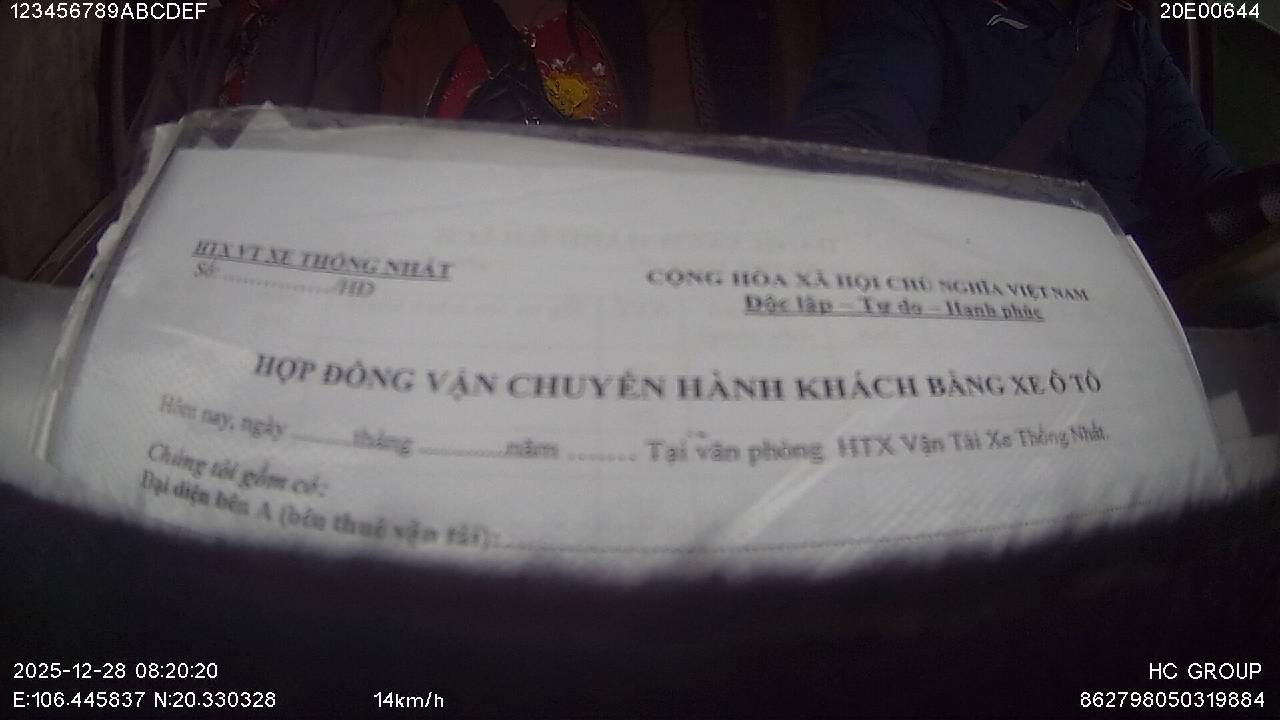 123456789ABCDEF
20E00644
HTX VT XE THỐNG NHẤT
Số: ....................../HD
CỘNG HÒA XÃ HỘI CHỦ NGHĨA VIỆT NAM
Độc lập – Tự do – Hạnh phúc
HỢP ĐỒNG VẬN CHUYỂN HÀNH KHÁCH BẰNG XE Ô TÔ
Hôm nay, ngày ..........tháng ..............năm ....... Tại văn phòng HTX Vận Tải Xe Thống Nhất.
Chúng tôi gồm có:
Đại diện bên A (bên thuê vận tải):........................
2025-12-28 08:20:20
HC GROUP
E:106.445837 N:20.330328
14km/h
862798050319884